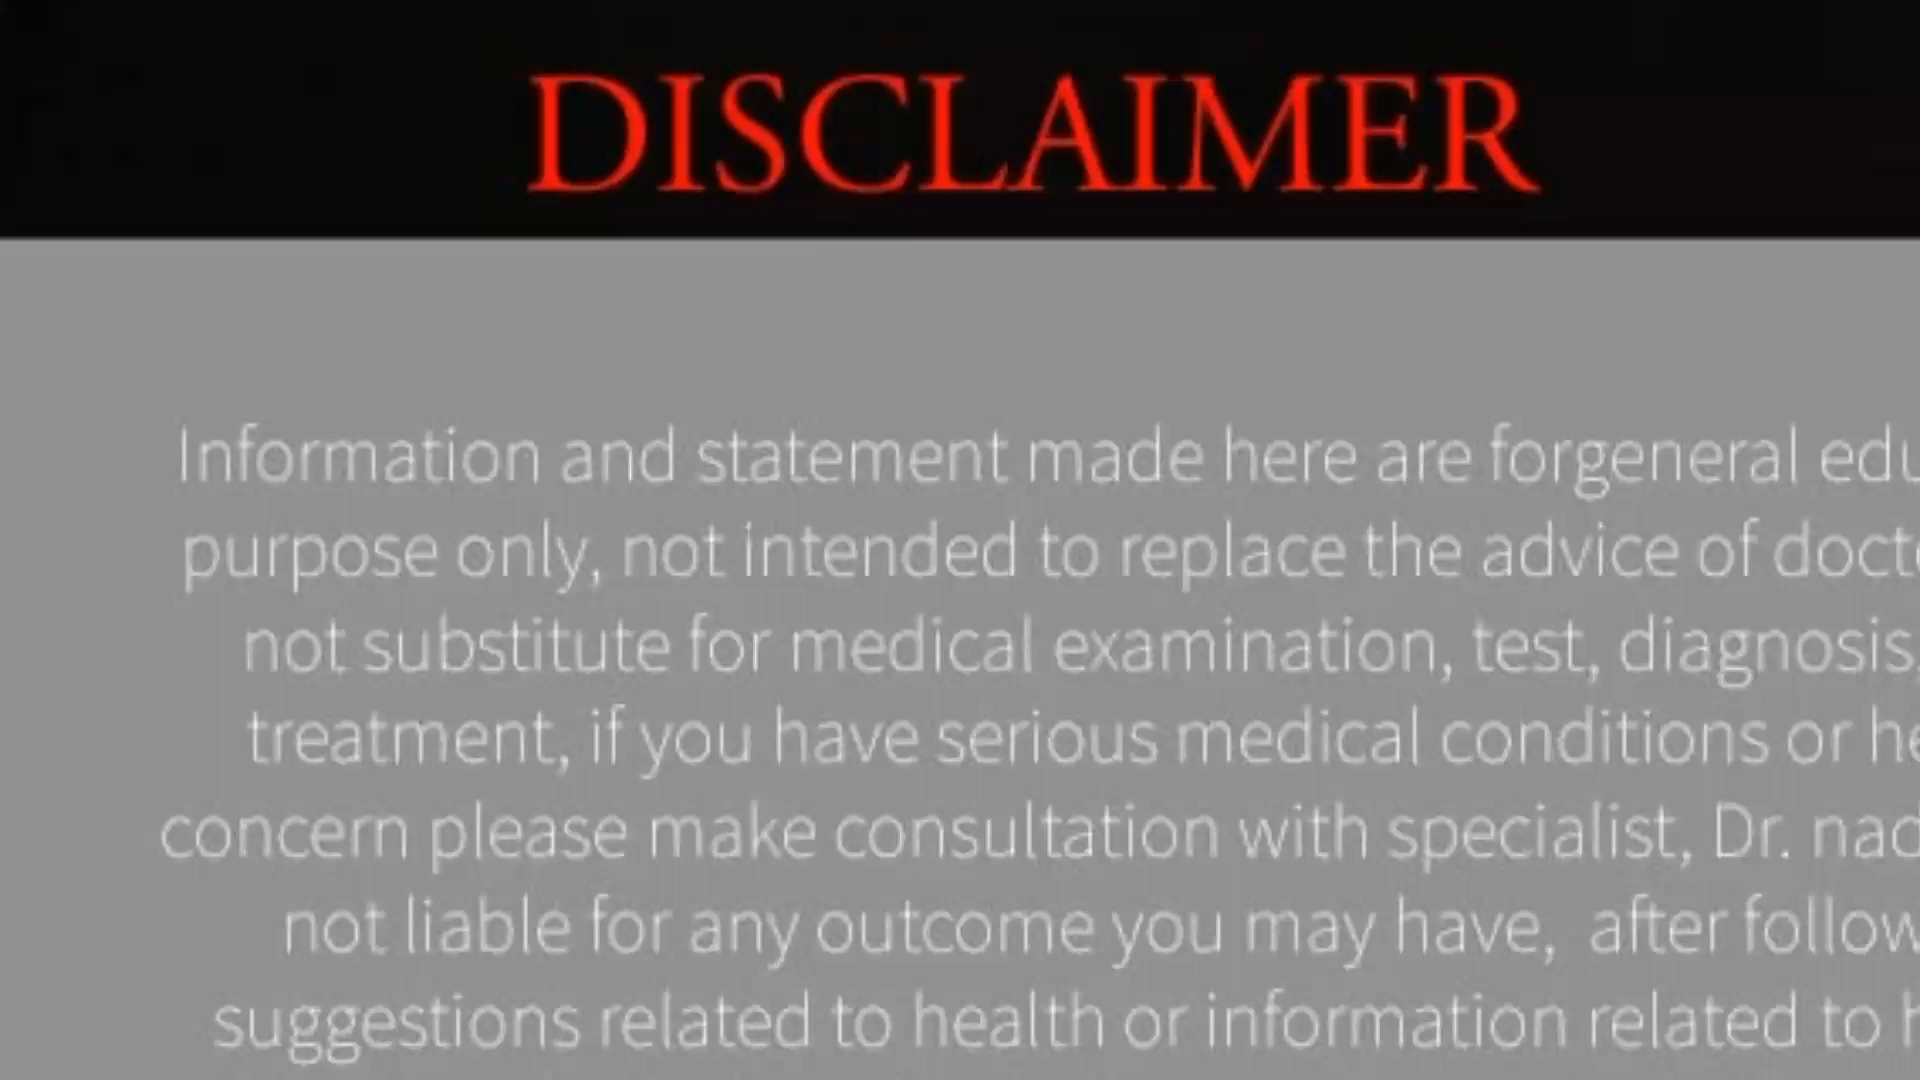 DISCLAIMER
Information and statement made here are forgeneral edu
purpose only, not intended to replace the advice of docto
not substitute for medical examination, test, diagnosis,
treatment, if you have serious medical conditions or he
concern please make consultation with specialist, Dr. nad
not liable for any outcome you may have, after follow
suggestions related to health or information related to h